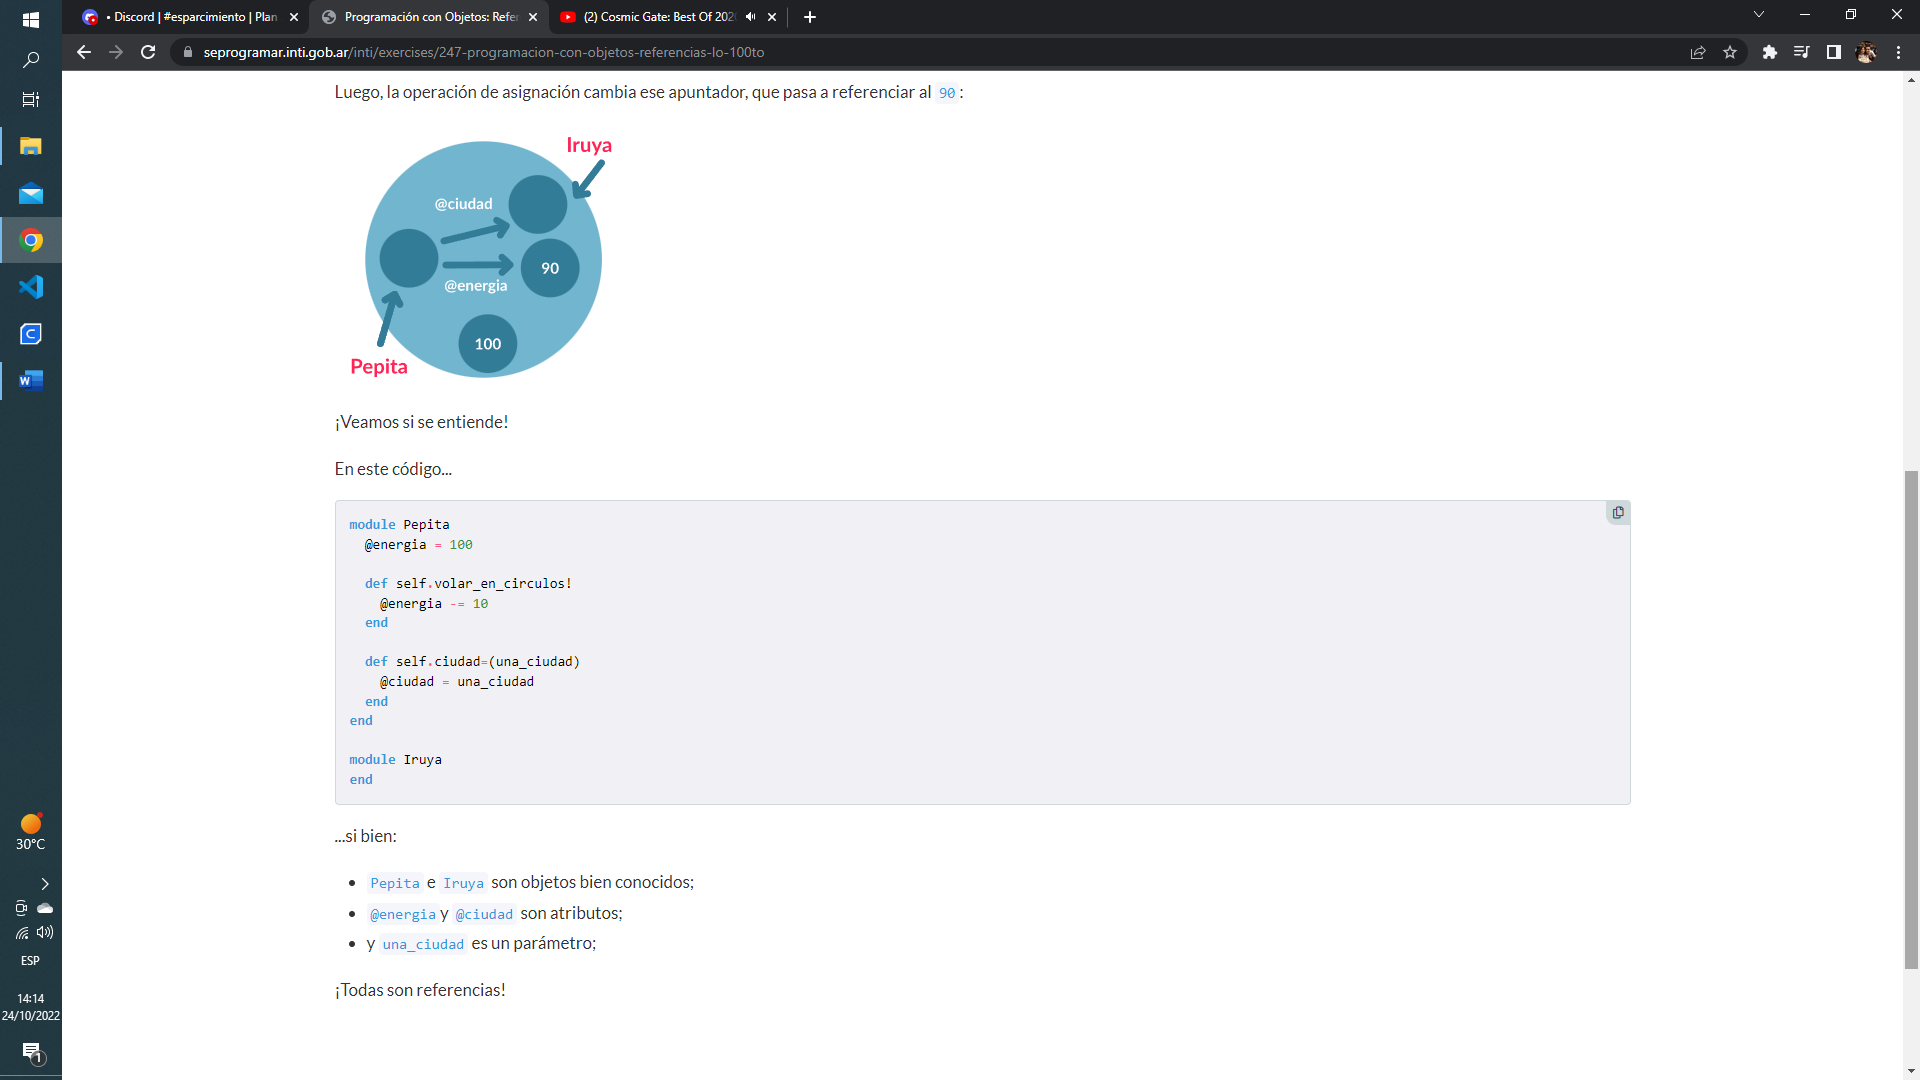 • Discord | #esparcimiento | Plan
Programación con Objetos: Refer
(2) Cosmic Gate: Best Of 2020
seprogramar.inti.gob.ar/inti/exercises/247-programacion-con-objetos-referencias-lo-100to
Luego, la operación de asignación cambia ese apuntador, que pasa a referenciar al 90 :
Iruya
@ciudad
90
@energia
100
Pepita
¡Veamos si se entiende!
En este código...
module Pepita
@energia = 100
def self.volar_en_circulos!
@energia -= 10
end
def self.ciudad=(una_ciudad)
@ciudad = una_ciudad
end
end
module Iruya
end
...si bien:
• Pepita e Iruya son objetos bien conocidos;
• @energia y @ciudad son atributos;
• y una_ciudad es un parámetro;
¡Todas son referencias!
30°C
ESP
14:14
24/10/2022
1